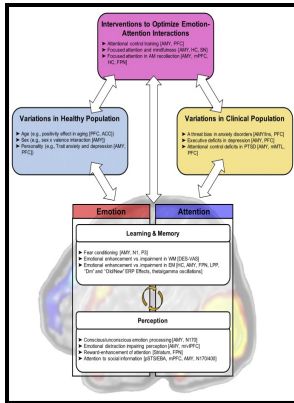 Interventions to Optimize Emotion-
Attention Interactions
➤ Attentional control training [AMY, PFC]
➤ Focused attention and mindfulness [AMY, HC, SN]
➤ Focused attention in AM recollection [AMY, mPFC,
HC, FPN]
Variations in Healthy Population
➤ Age (e.g., positivity effect in aging [PFC, ACC])
➤ Sex (e.g., sex x valence interaction [AMY])
➤ Personality (e.g., Trait anxiety and depression [AMY,
PFC])
Variations in Clinical Population
➤ A threat bias in anxiety disorders [AMY/Ins, PFC]
➤ Executive deficits in depression [AMY, PFC]
➤ Attentional control deficits in PTSD [AMY, mMTL,
PFC]
Emotion
Attention
Learning & Memory
➤ Fear conditioning [AMY, N1, P3]
➤ Emotional enhancement vs. impairment in WM [DES-VAS]
➤ Emotional enhancement vs. impairment in EM [HC, AMY, FPN, LPP,
"Dm" and "Old/New" ERP Effects, theta/gamma oscillations]
Perception
➤ Conscious/unconscious emotion processing [AMY, N170]
➤ Emotional distraction impairing perception [AMY, mvlPFC]
➤ Reward-enhancement of attention [Striatum, FPN]
➤ Attention to social information [pSTS/EBA, mPFC, AMY, N170/400]